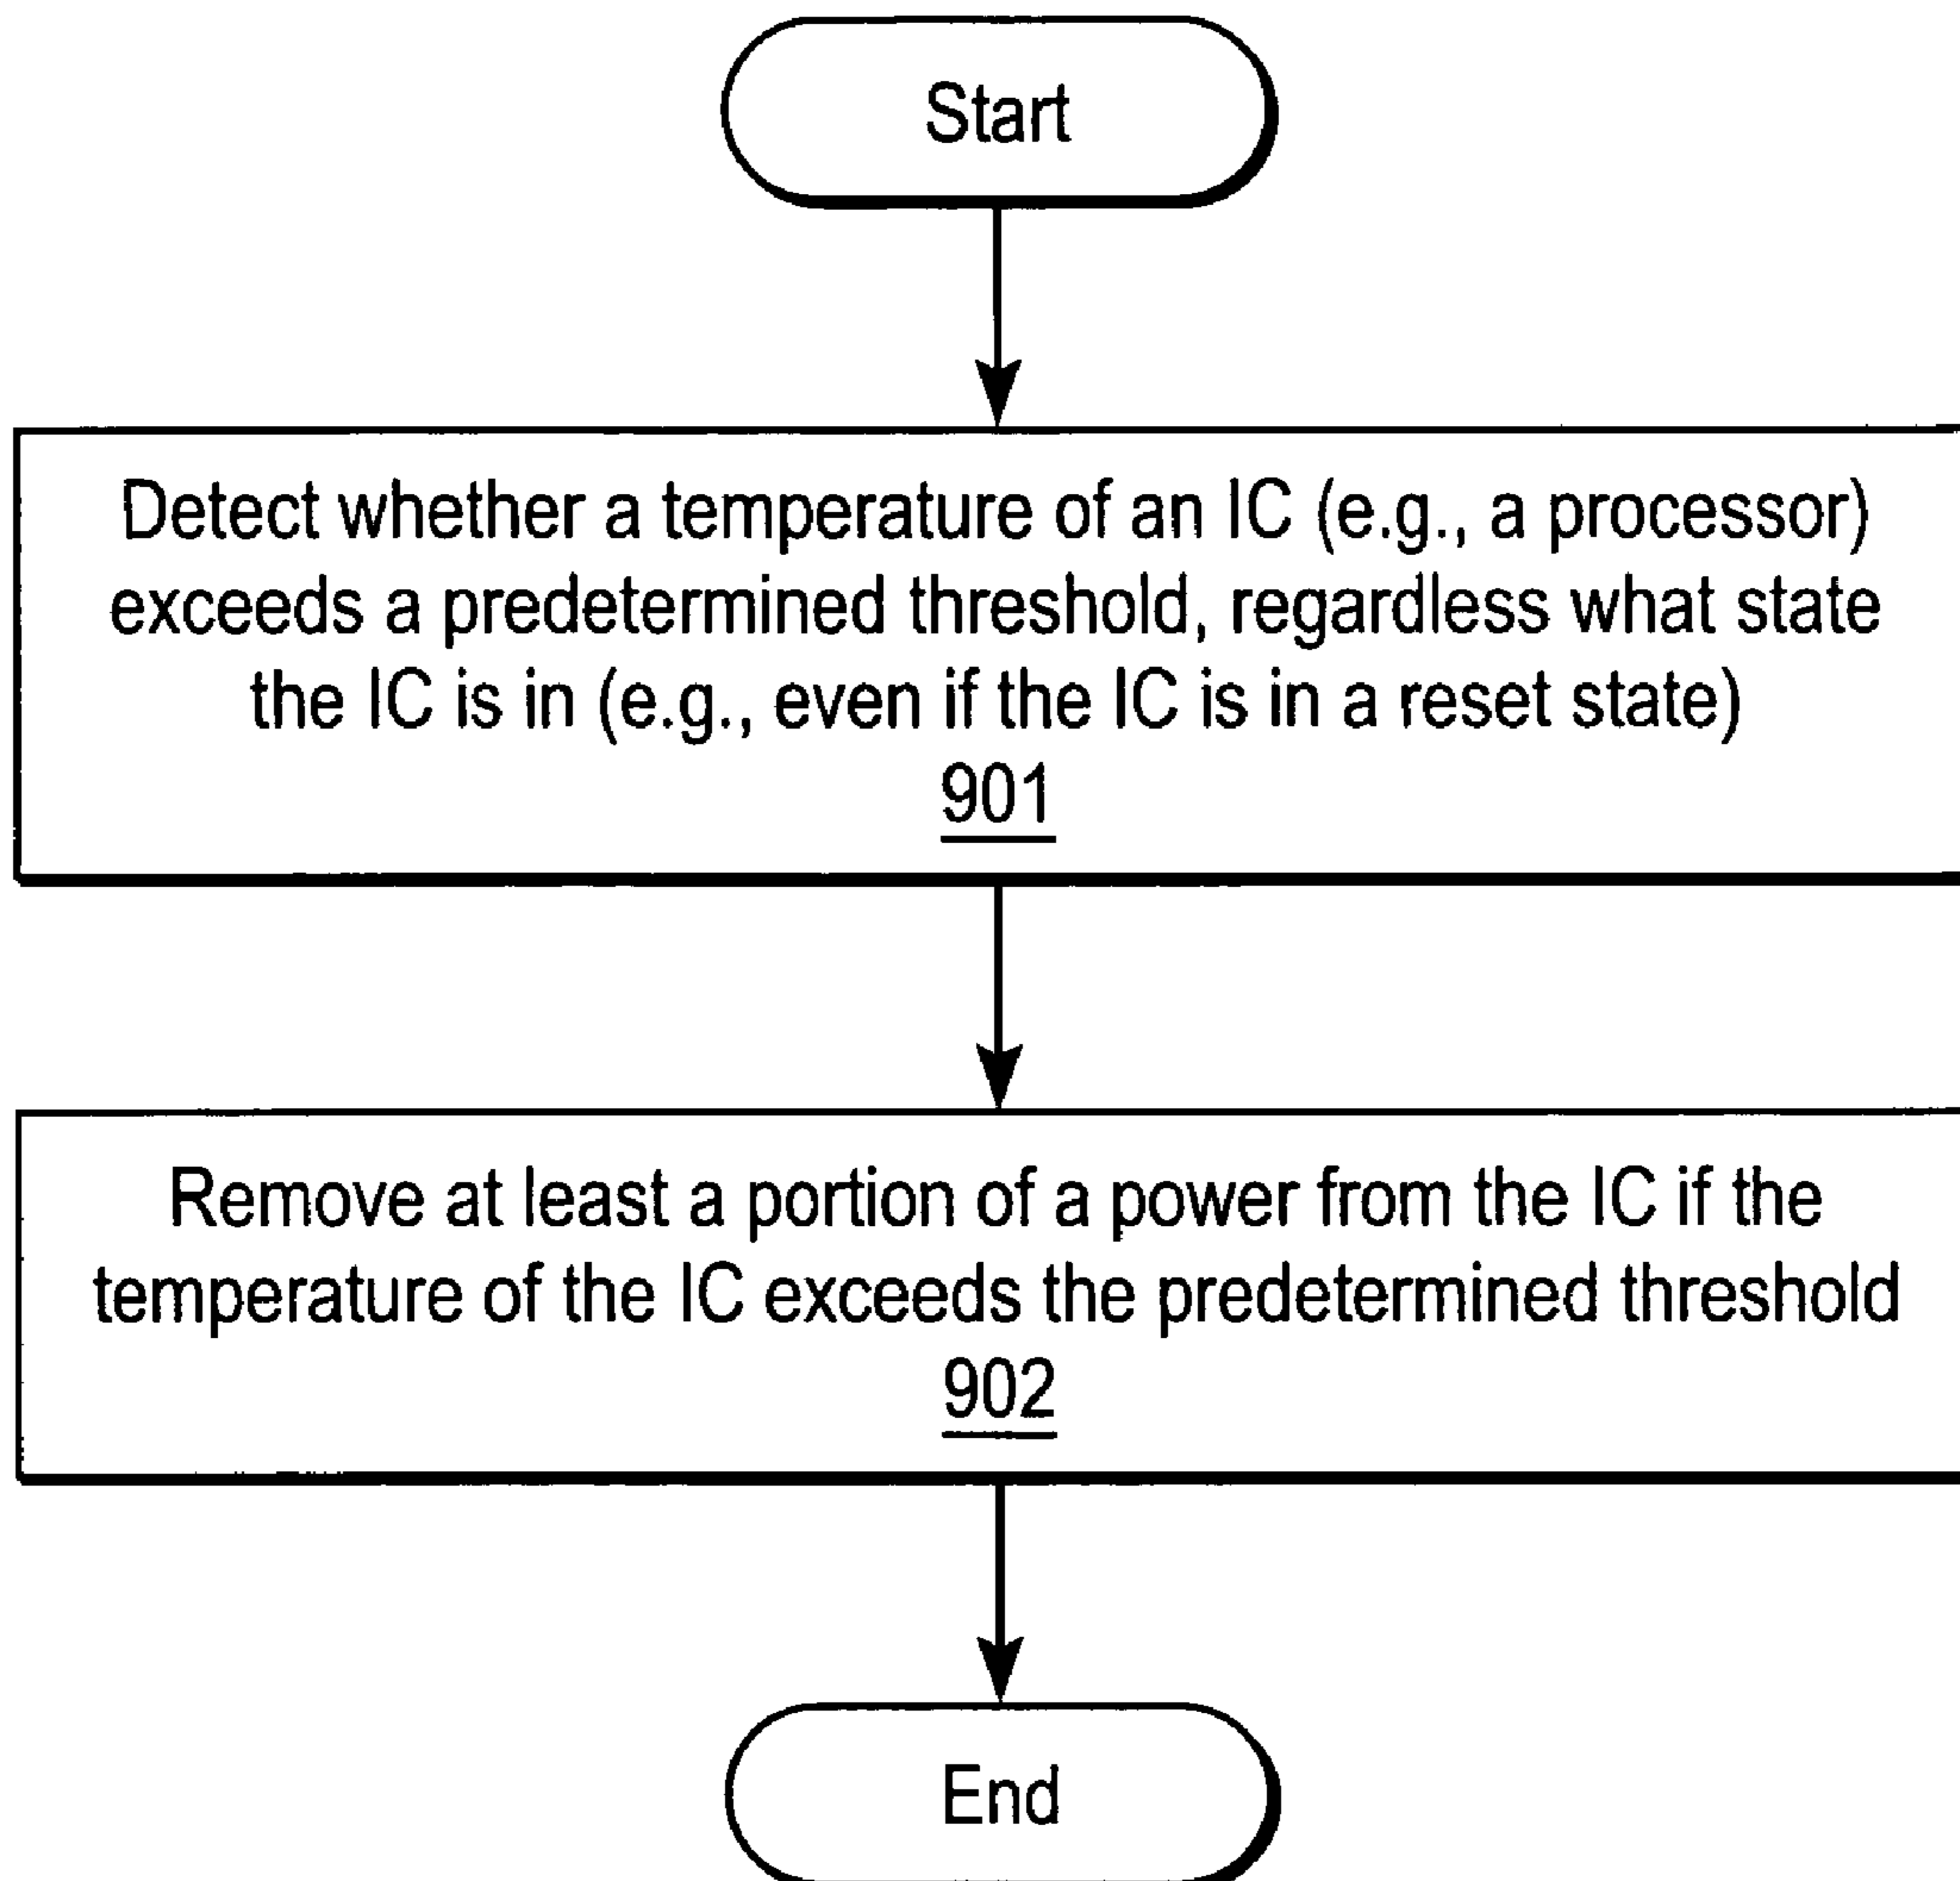 Start
Detect whether a temperature of an IC (e.g., a processor)
exceeds a predetermined threshold, regardless what state
the IC is in (e.g., even if the IC is in a reset state)
901
Remove at least a portion of a power from the IC if the
temperature of the IC exceeds the predetermined threshold
902
End